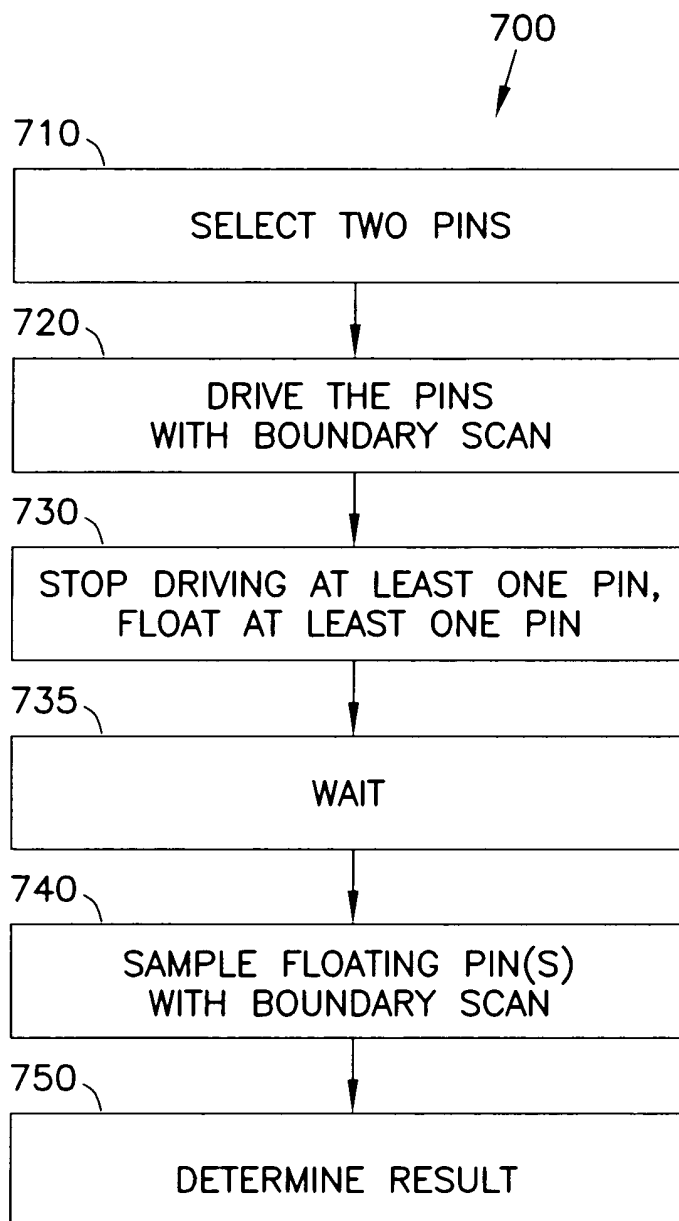 700
710
SELECT TWO PINS
720
DRIVE THE PINS
WITH BOUNDARY SCAN
730
STOP DRIVING AT LEAST ONE PIN,
FLOAT AT LEAST ONE PIN
735
WAIT
740
SAMPLE FLOATING PIN(S)
WITH BOUNDARY SCAN
750
DETERMINE RESULT